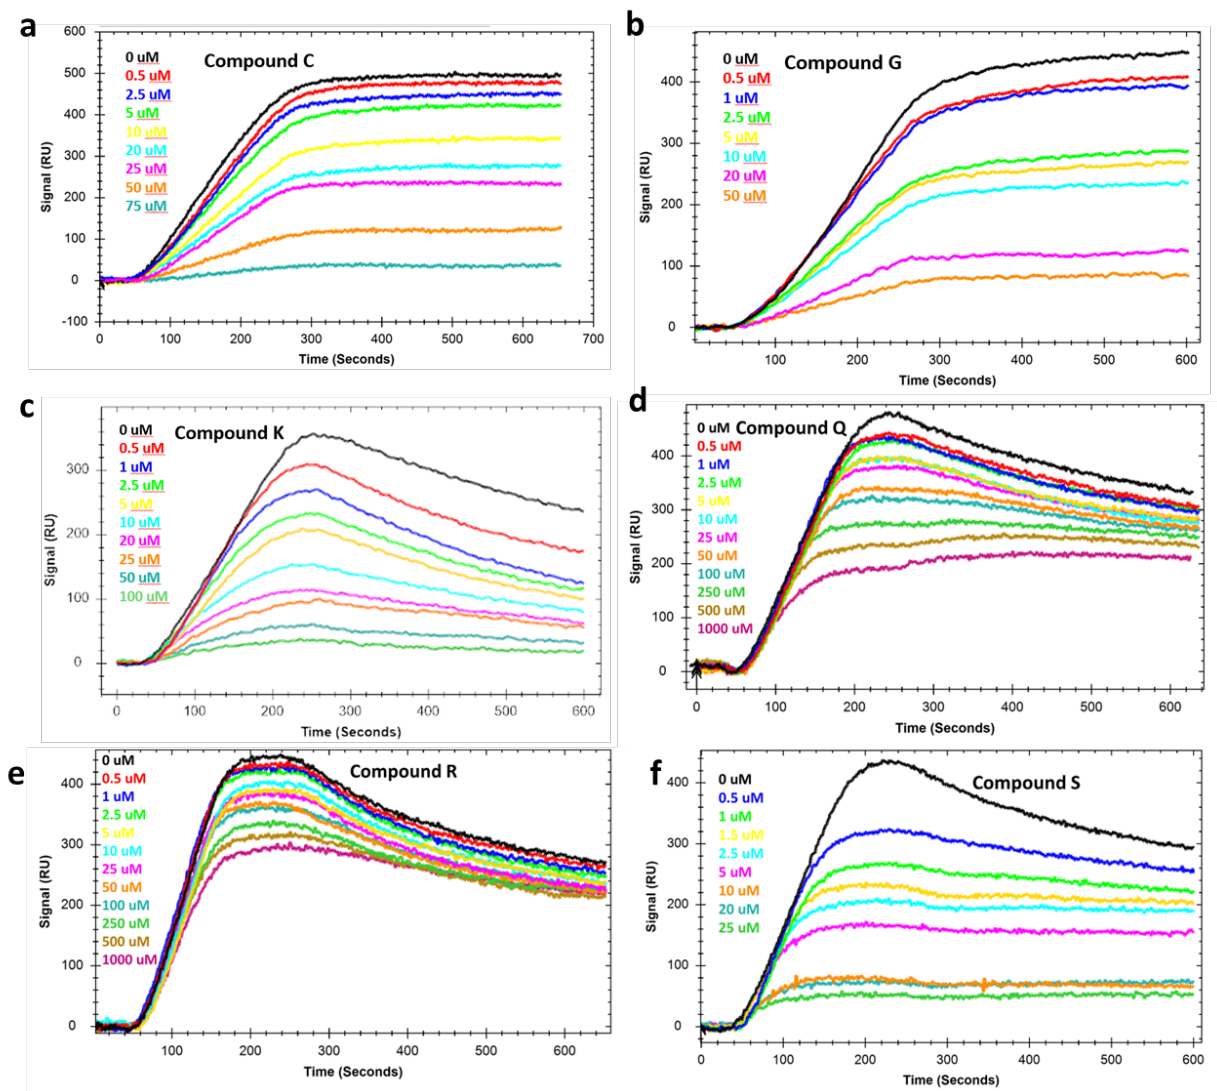 a
Compound C
0 uM
0.5 uM
2.5 uM
5 uM
10 uM
20 uM
25 uM
50 uM
75 uM
600
500
400
300
200
100
0
-100
Signal (RU)
0 100 200 300 400 500 600 700
Time (Seconds)
b
Compound G
0 uM
0.5 uM
1 uM
2.5 uM
5 uM
10 uM
20 uM
50 uM
400
300
200
100
0
Signal (RU)
100 200 300 400 500 600
Time (Seconds)
c
Compound K
0 uM
0.5 uM
1 uM
2.5 uM
5 uM
10 uM
20 uM
25 uM
50 uM
100 uM
300
200
100
0
Signal (RU)
0 100 200 300 400 500 600
Time (Seconds)
d
Compound Q
0 uM
0.5 uM
1 uM
2.5 uM
5 uM
10 uM
25 uM
50 uM
100 uM
250 uM
500 uM
1000 uM
400
300
200
100
0
Signal (RU)
0 100 200 300 400 500 600
Time (Seconds)
e
Compound R
0 uM
0.5 uM
1 uM
2.5 uM
5 uM
10 uM
25 uM
50 uM
100 uM
250 uM
500 uM
1000 uM
400
300
200
100
0
Signal (RU)
100 200 300 400 500 600
Time (Seconds)
f
Compound S
0 uM
0.5 uM
1 uM
1.5 uM
2.5 uM
5 uM
10 uM
20 uM
25 uM
400
300
200
100
0
Signal (RU)
0 100 200 300 400 500 600
Time (Seconds)